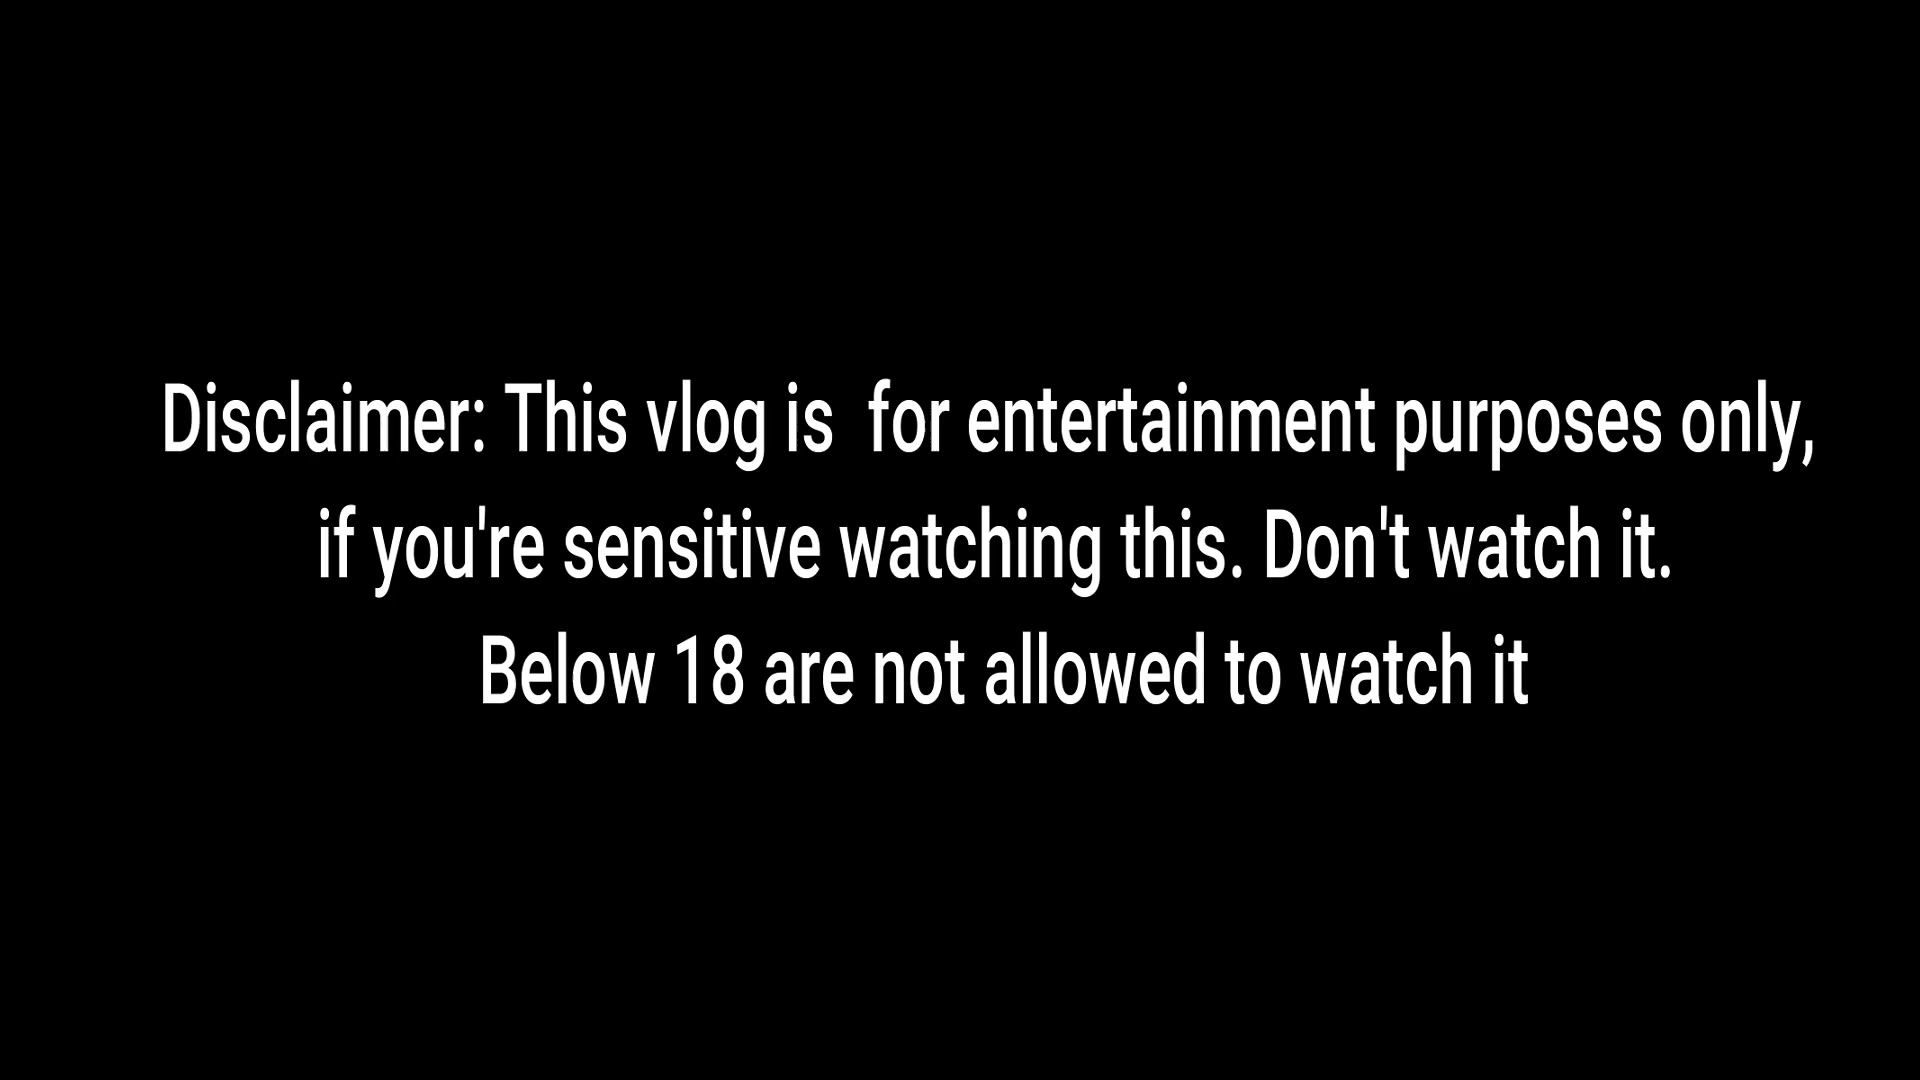 Disclaimer: This vlog is  for entertainment purposes only,
if you're sensitive watching this. Don't watch it.
Below 18 are not allowed to watch it